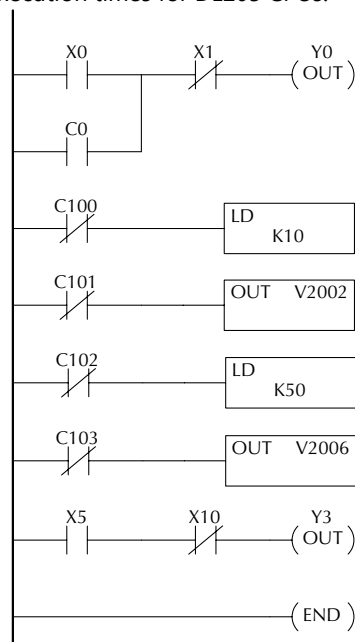 execution times for DL205 CPUs.
X0 X1 Y0
OUT
C0
C100
LD
K10
C101
OUT V2002
C102
LD
K50
C103
OUT V2006
X5 X10 Y3
OUT
END